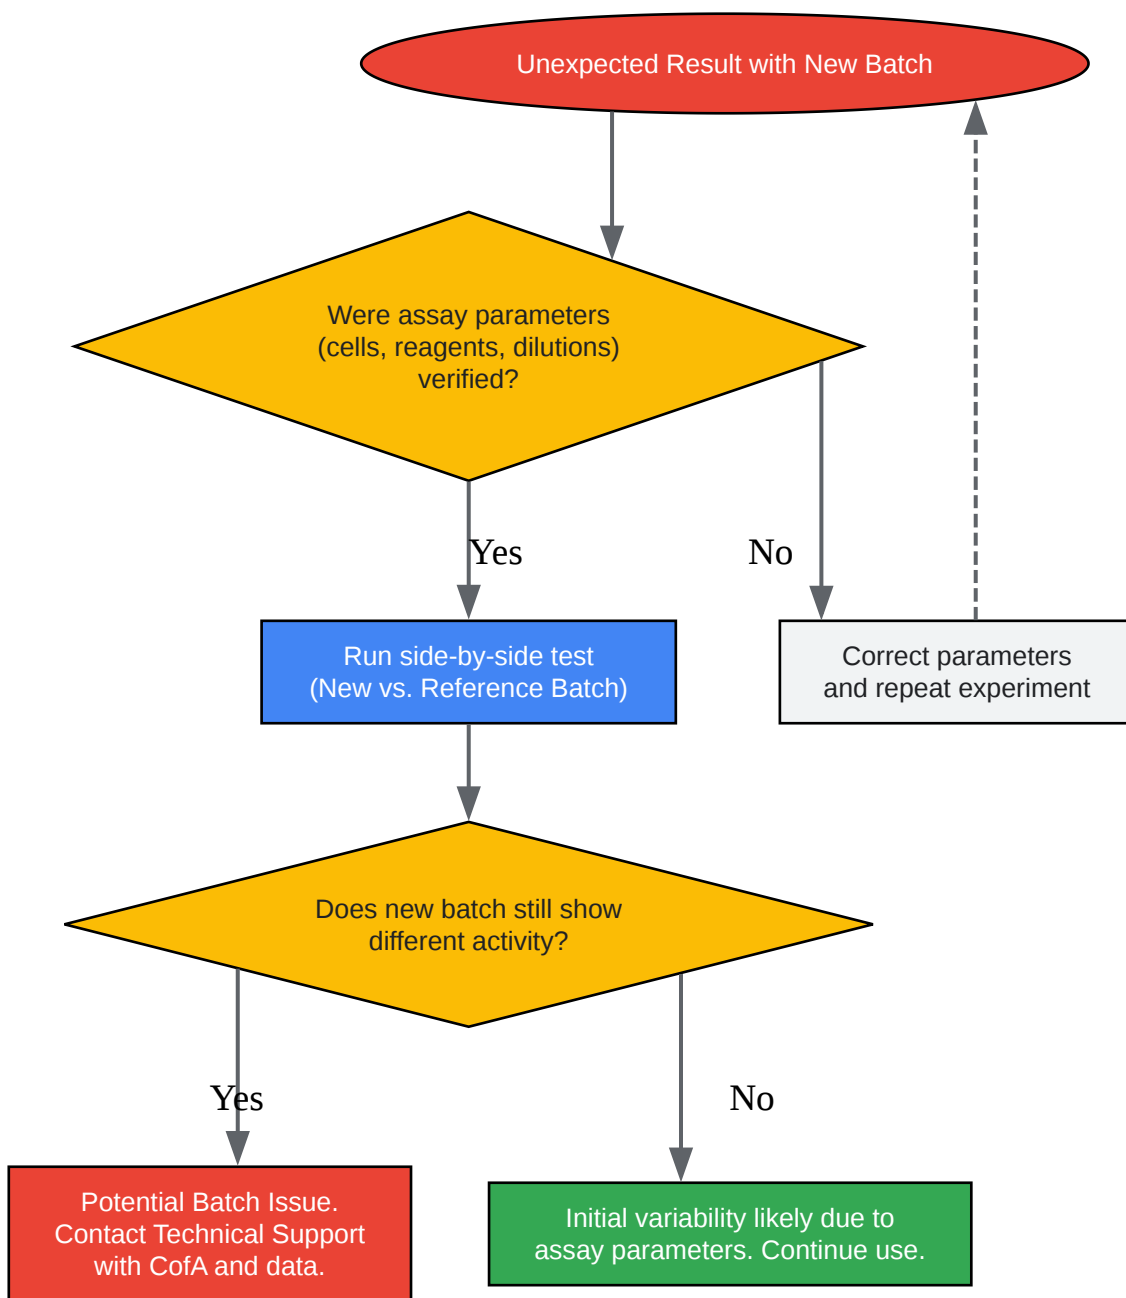 Unexpected Result with New Batch
Were assay parameters
(cells, reagents, dilutions)
verified?
Yes
No
Run side-by-side test
(New vs. Reference Batch)
Correct parameters
and repeat experiment
Does new batch still show
different activity?
Yes
No
Potential Batch Issue.
Contact Technical Support
with CofA and data.
Initial variability likely due to
assay parameters. Continue use.